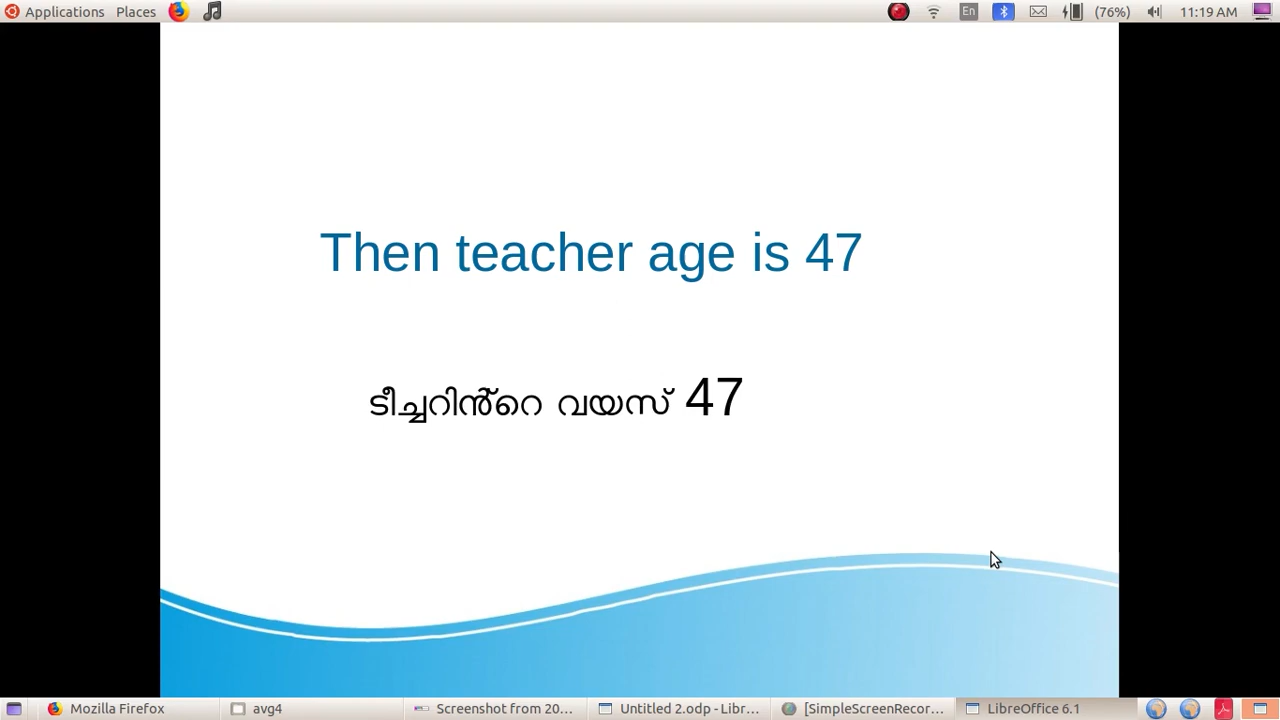 Applications Places En (76%) 11:19 AM
Then teacher age is 47
ടീച്ചറിൻ്റെ വയസ് 47
Mozilla Firefox avg4 Screenshot from 20... Untitled 2.odp - Libr... [SimpleScreenRecor... LibreOffice 6.1